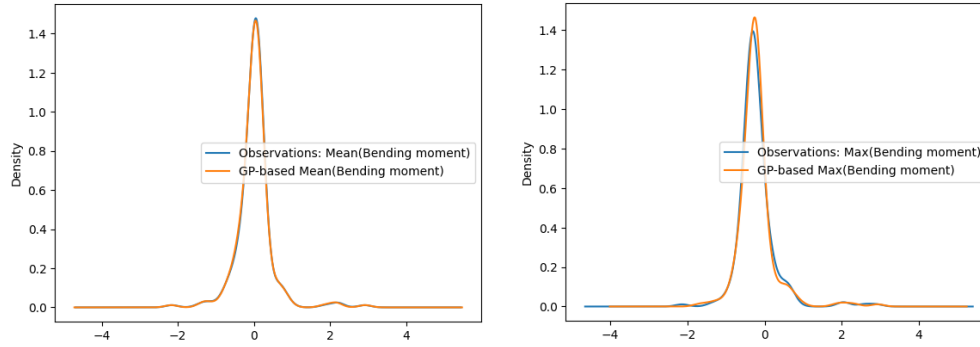 1.4
1.2
1.0
0.8
0.6
0.4
0.2
0.0
Density
Observations: Mean(Bending moment)
GP-based Mean(Bending moment)
−4 −2 0 2 4
1.4
1.2
1.0
0.8
0.6
0.4
0.2
0.0
Density
Observations: Max(Bending moment)
GP-based Max(Bending moment)
−4 −2 0 2 4